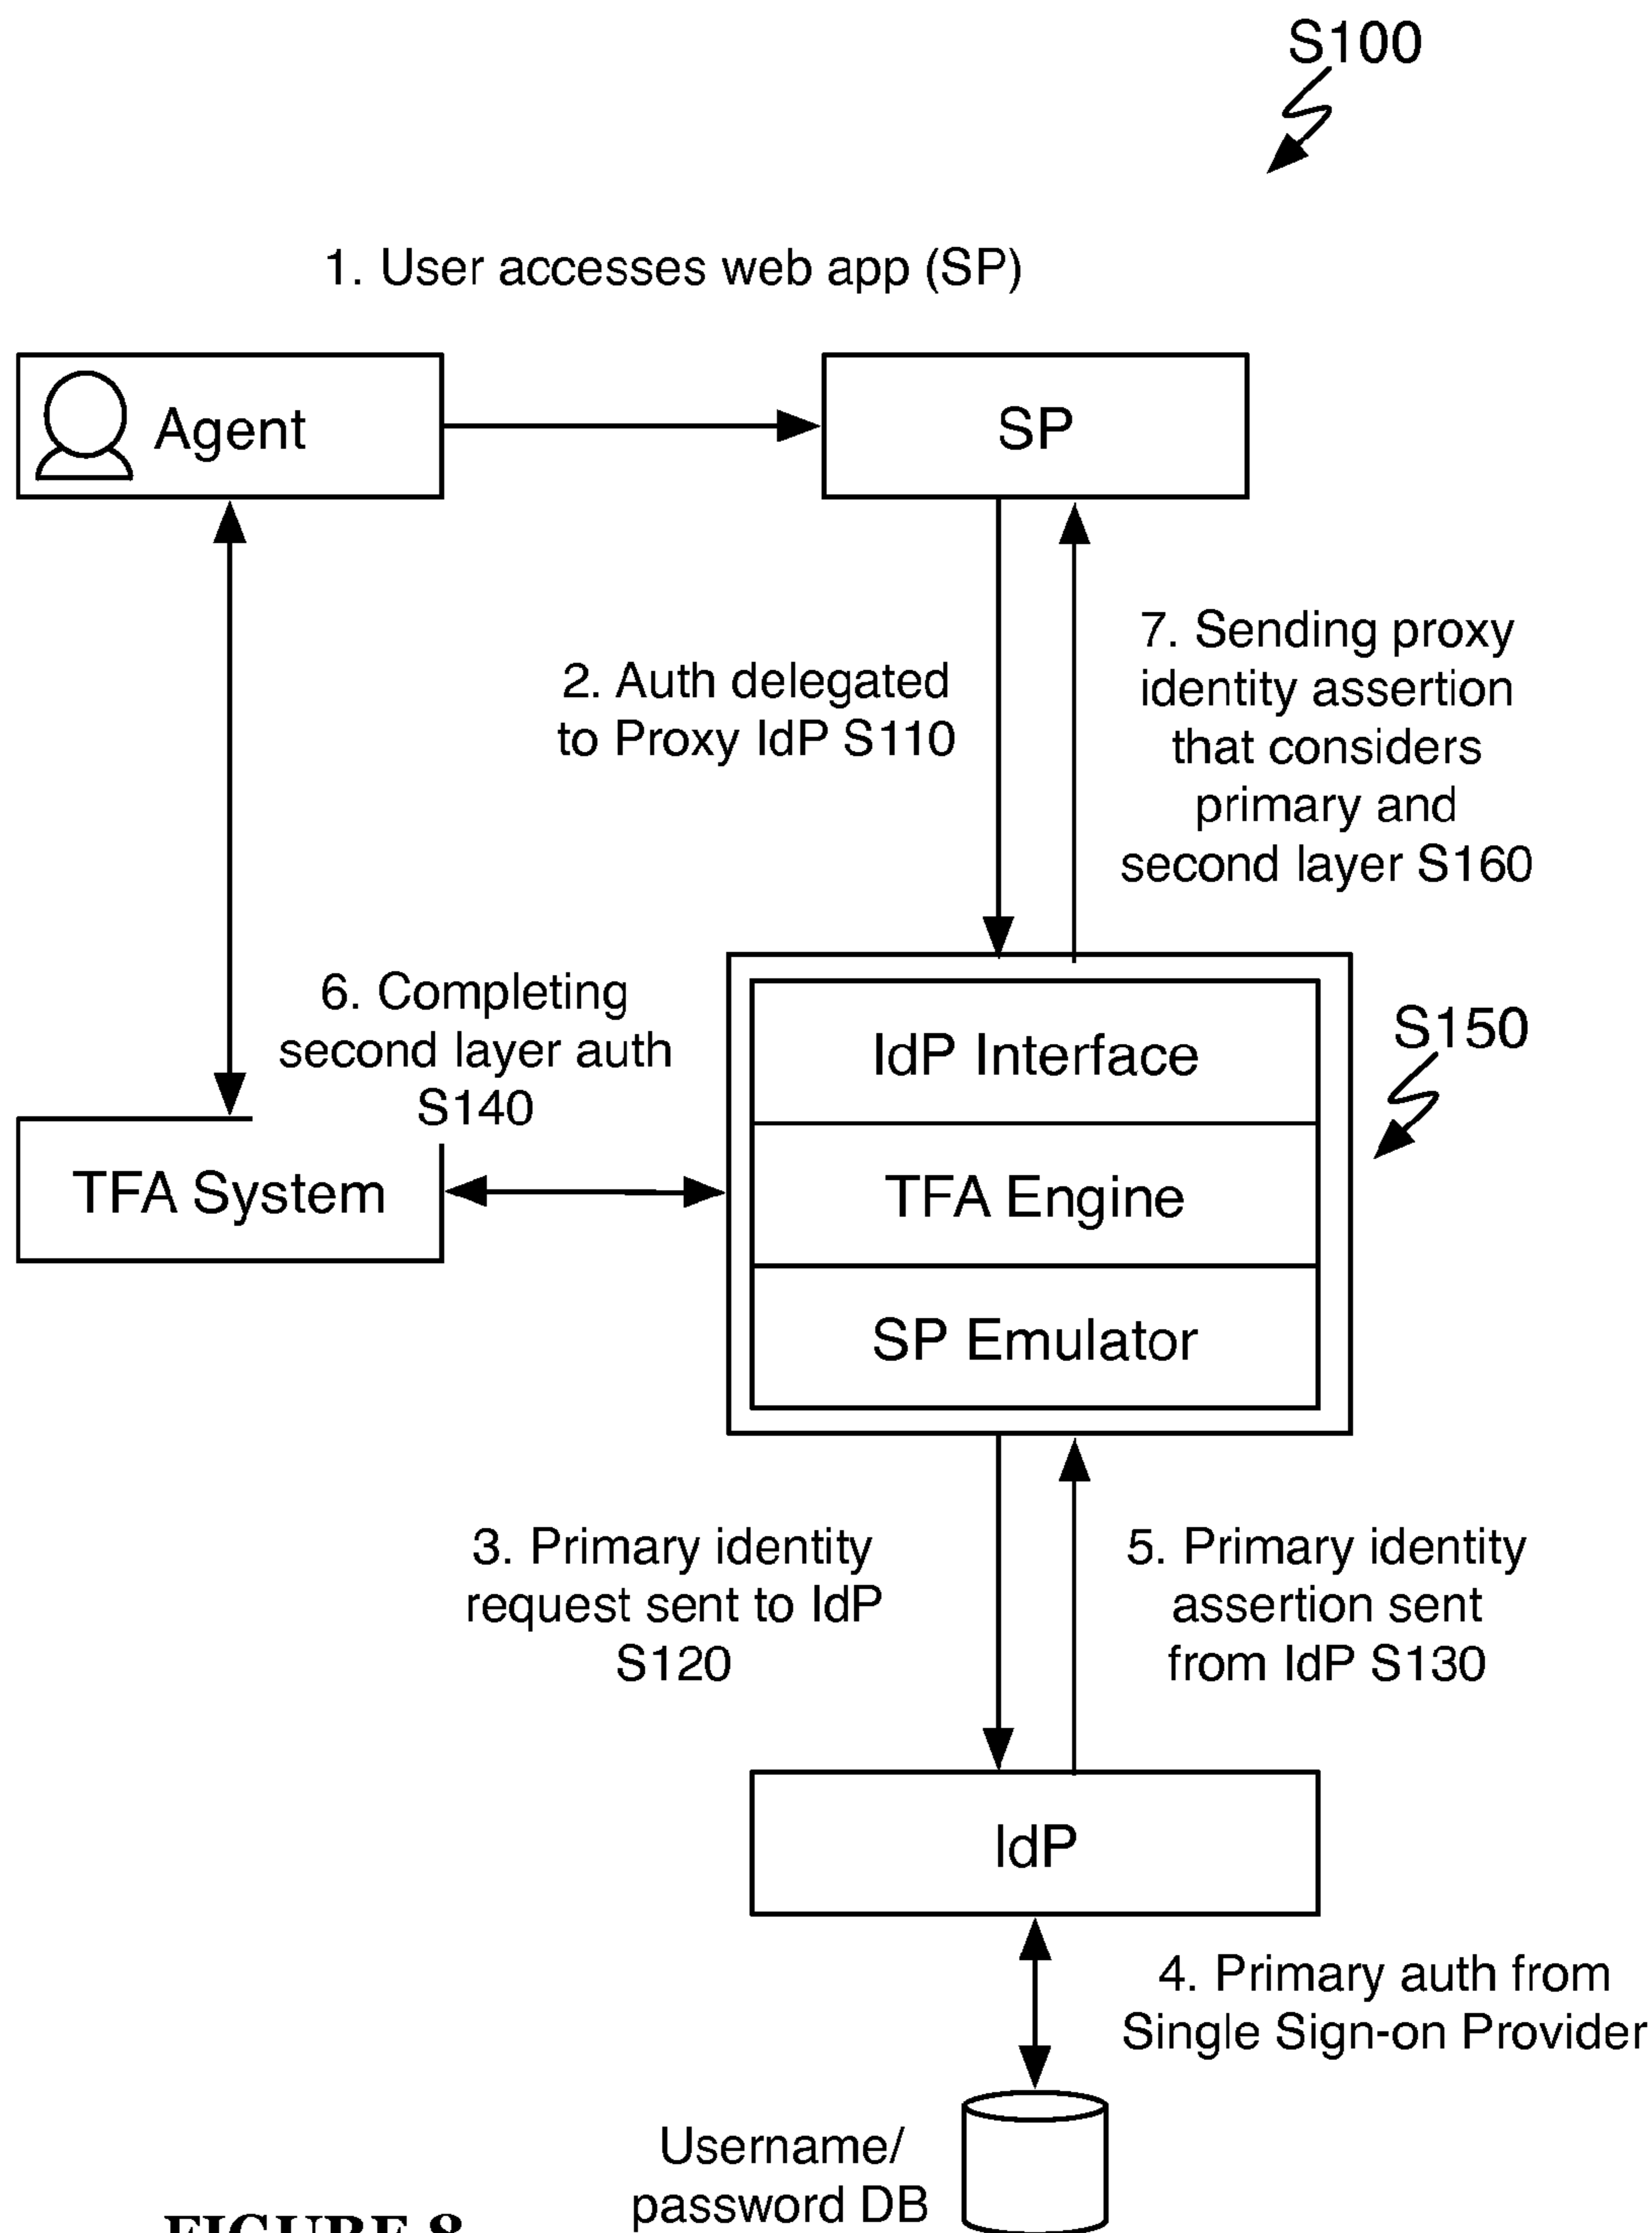 S100
1. User accesses web app (SP)
Agent
SP
2. Auth delegated
to Proxy IdP S110
7. Sending proxy
identity assertion
that considers
primary and
second layer S160
6. Completing
second layer auth
S140
IdP Interface
S150
TFA System
TFA Engine
SP Emulator
3. Primary identity
request sent to IdP
S120
5. Primary identity
assertion sent
from IdP S130
IdP
4. Primary auth from
Single Sign-on Provider
Username/
password DB
FIGURE 8